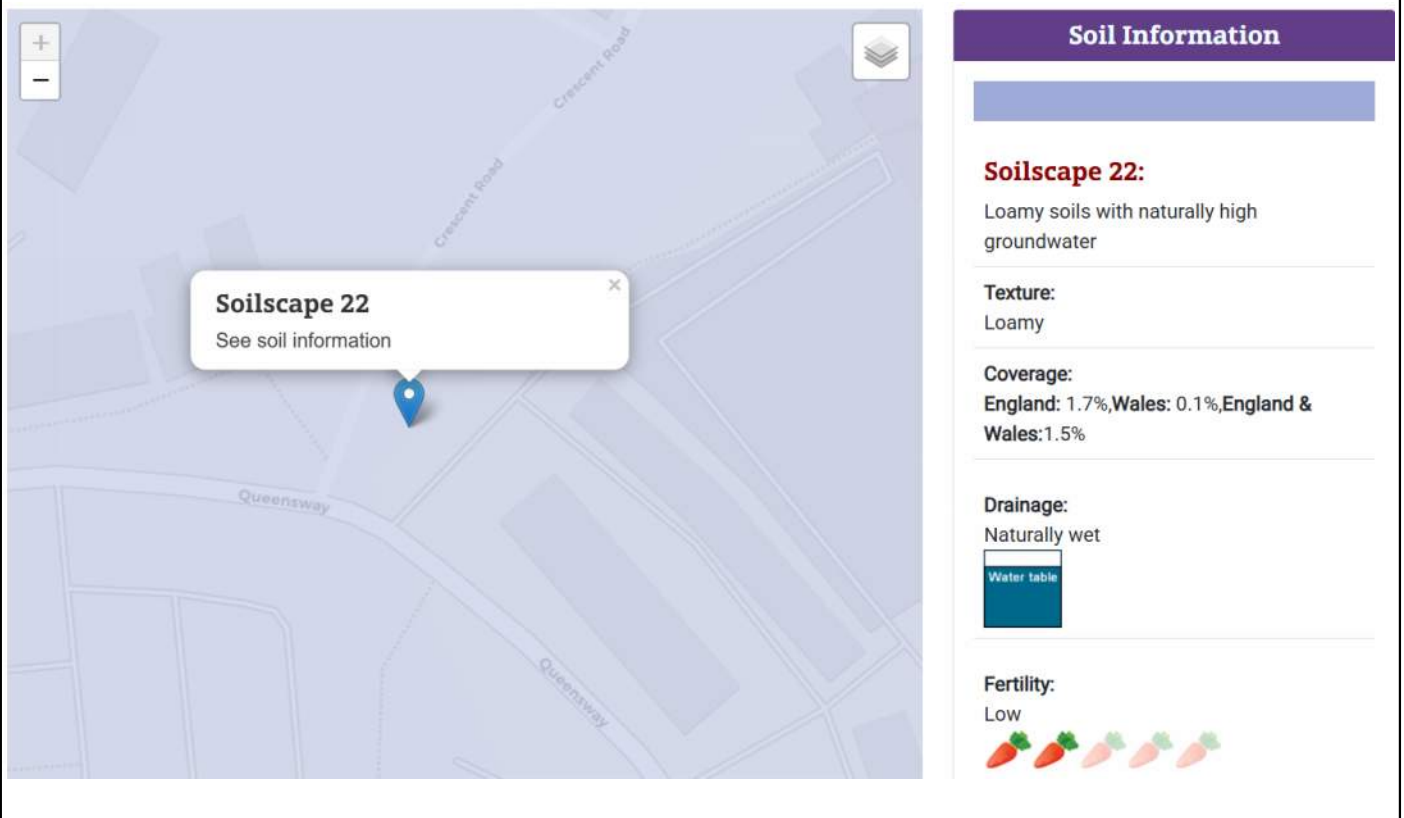 +
−
Crescent Road
Crescent Road
Soilscape 22
×
See soil information
Queensway
Queensway
Soil Information
Soilscape 22:
Loamy soils with naturally high
groundwater
Texture:
Loamy
Coverage:
England: 1.7%,Wales: 0.1%,England &
Wales:1.5%
Drainage:
Naturally wet
Water table
Fertility:
Low